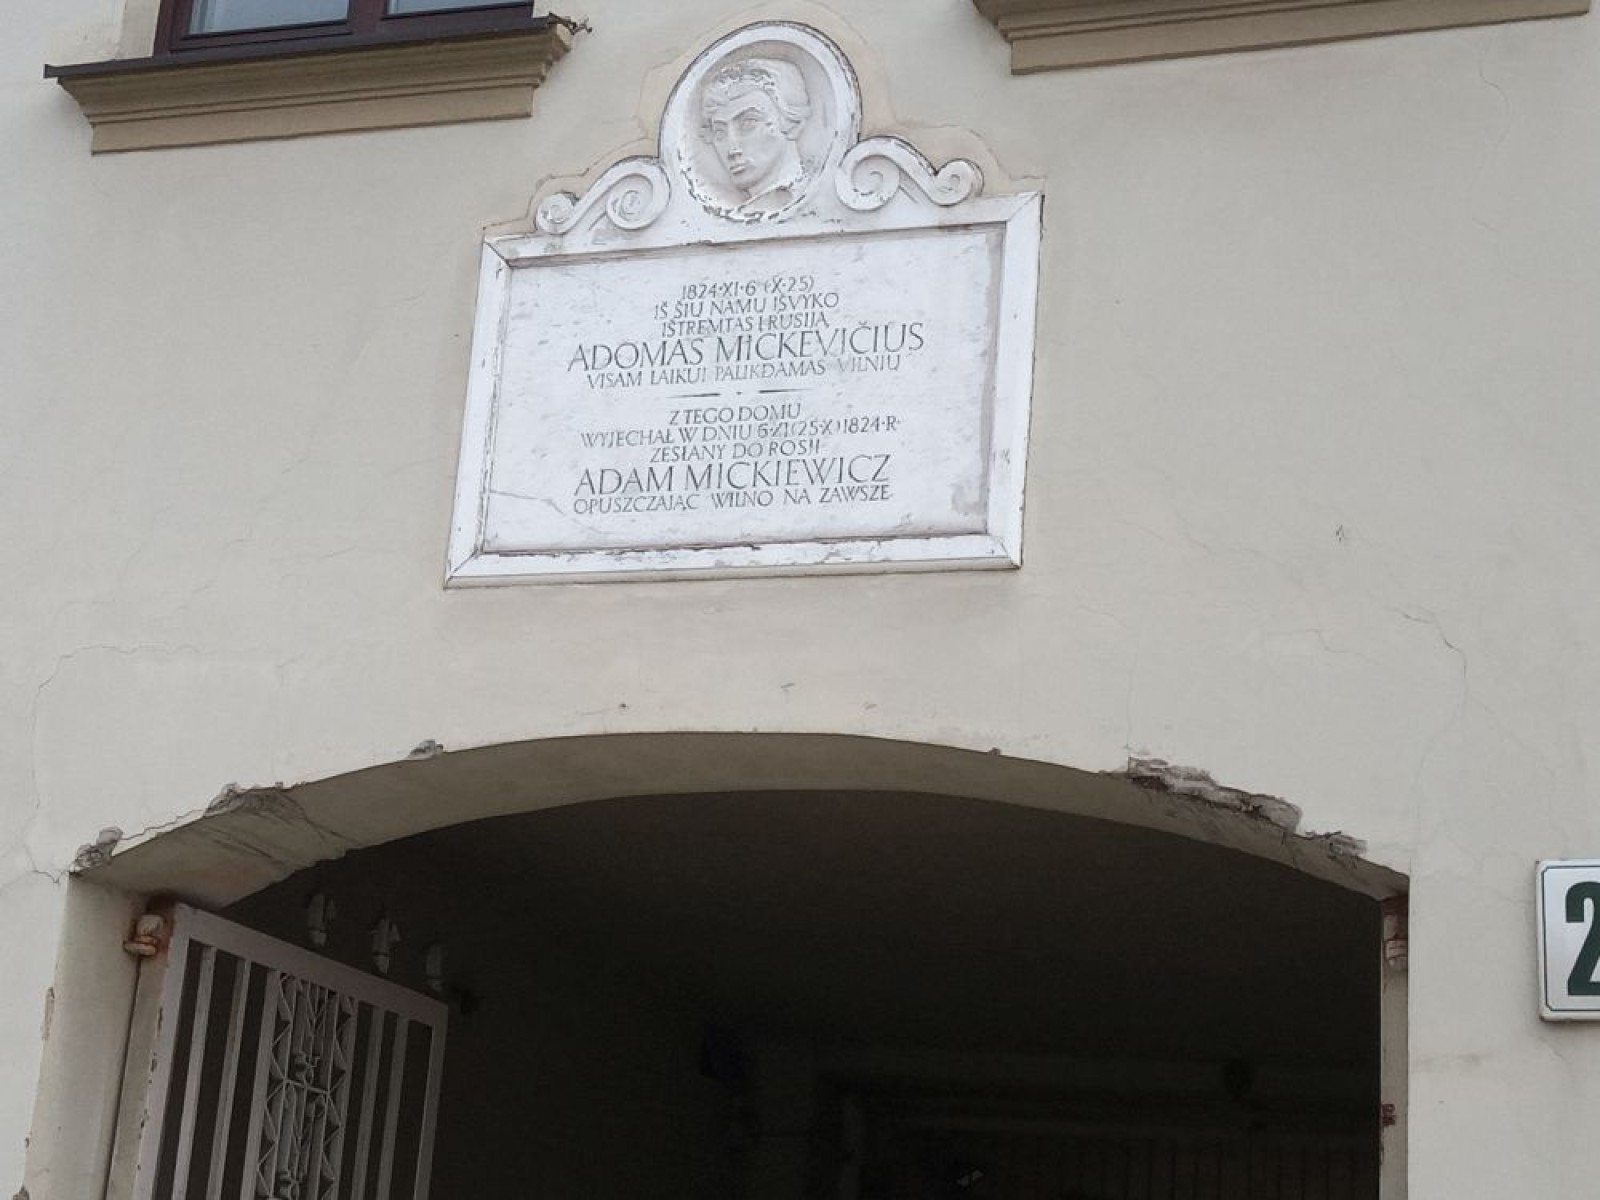 1824·XI·6 (X·25)
IŠ ŠIŲ NAMŲ IŠVYKO
IŠTREMTAS Į RUSIJĄ
ADOMAS MICKEVIČIUS
VISAM LAIKUI PALIKDAMAS VILNIŲ
Z TEGO DOMU
WYJECHAŁ W DNIU 6·XI (25·X) 1824·R·
ZESŁANY DO ROSJI
ADAM MICKIEWICZ
OPUSZCZAJĄC WILNO NA ZAWSZE·
2